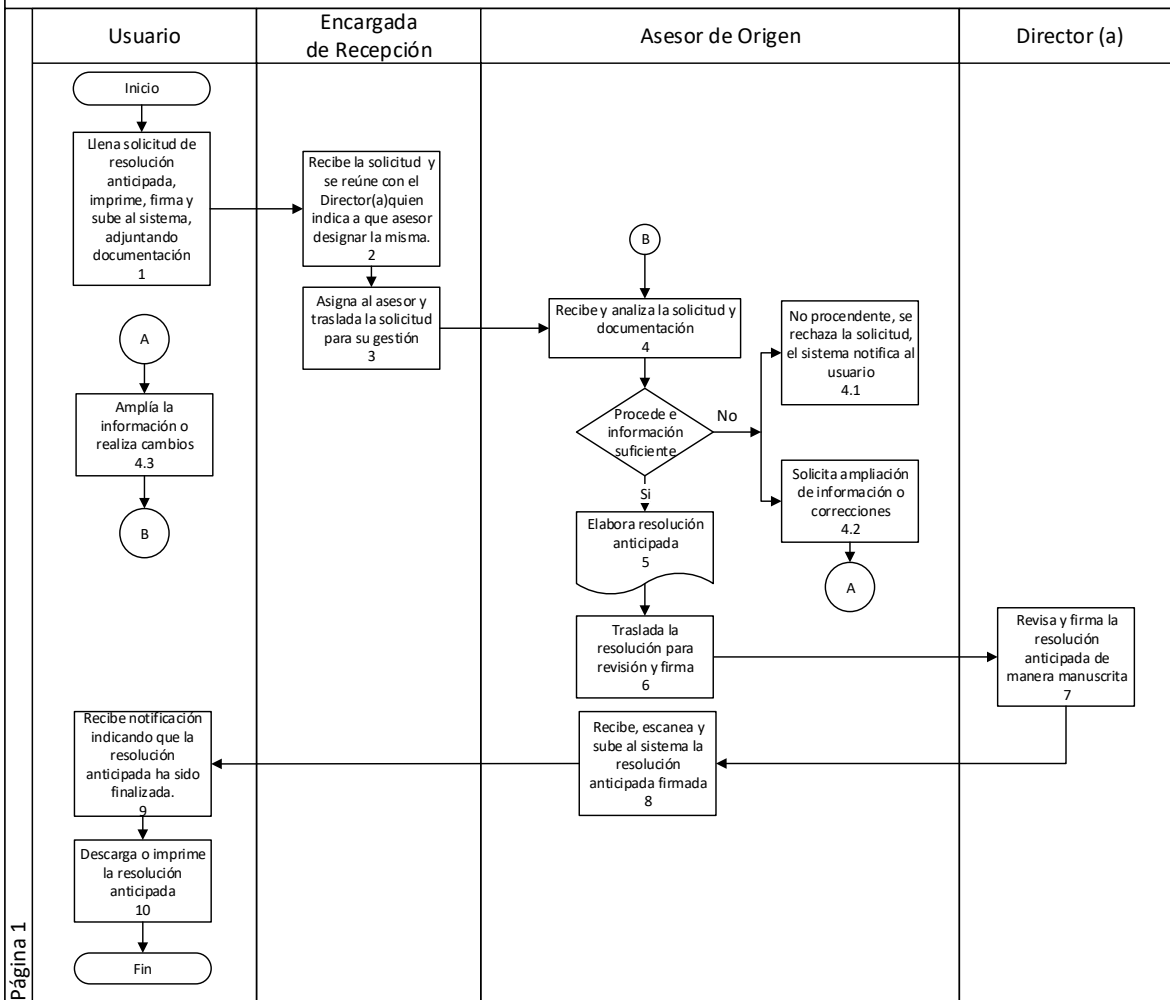 Usuario
Encargada
de Recepción
Asesor de Origen
Director (a)
Inicio
Llena solicitud de
resolución
anticipada,
imprime, firma y
sube al sistema,
adjuntando
documentación
1
Recibe la solicitud y
se reúne con el
Director(a)quien
indica a que asesor
designar la misma.
2
Asigna al asesor y
traslada la solicitud
para su gestión
3
B
Recibe y analiza la solicitud y
documentación
4
Procede e
información
suficiente
No
Si
No procendente, se
rechaza la solicitud,
el sistema notifica al
usuario
4.1
Solicita ampliación
de información o
correcciones
4.2
A
A
Amplía la
información o
realiza cambios
4.3
B
Elabora resolución
anticipada
5
Traslada la
resolución para
revisión y firma
6
Revisa y firma la
resolución
anticipada de
manera manuscrita
7
Recibe, escanea y
sube al sistema la
resolución
anticipada firmada
8
Recibe notificación
indicando que la
resolución
anticipada ha sido
finalizada.
9
Descarga o imprime
la resolución
anticipada
10
Fin
Página 1